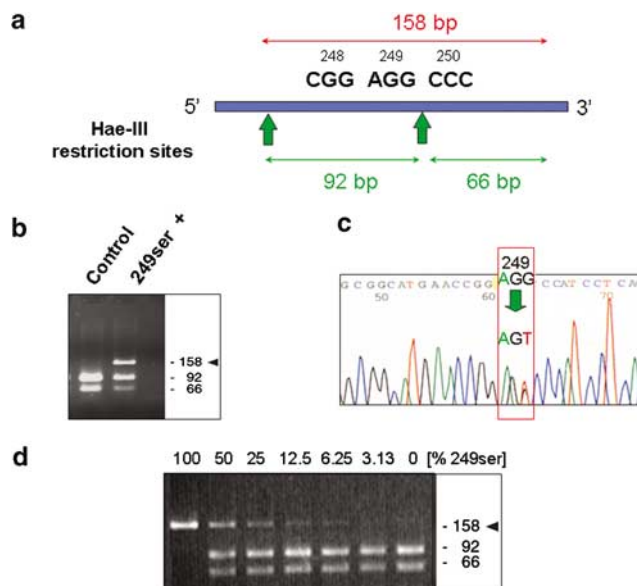 a
158 bp
248 249 250
CGG AGG CCC
5’ 3’
Hae-III
restriction sites
92 bp 66 bp
b
Control
249ser +
- 158
- 92
- 66
c
249
G C G G C A T G A A C C G G AGG C C A T C C T C A
50 60 70
AGT
d
100 50 25 12.5 6.25 3.13 0 [% 249ser]
- 158
- 92
- 66